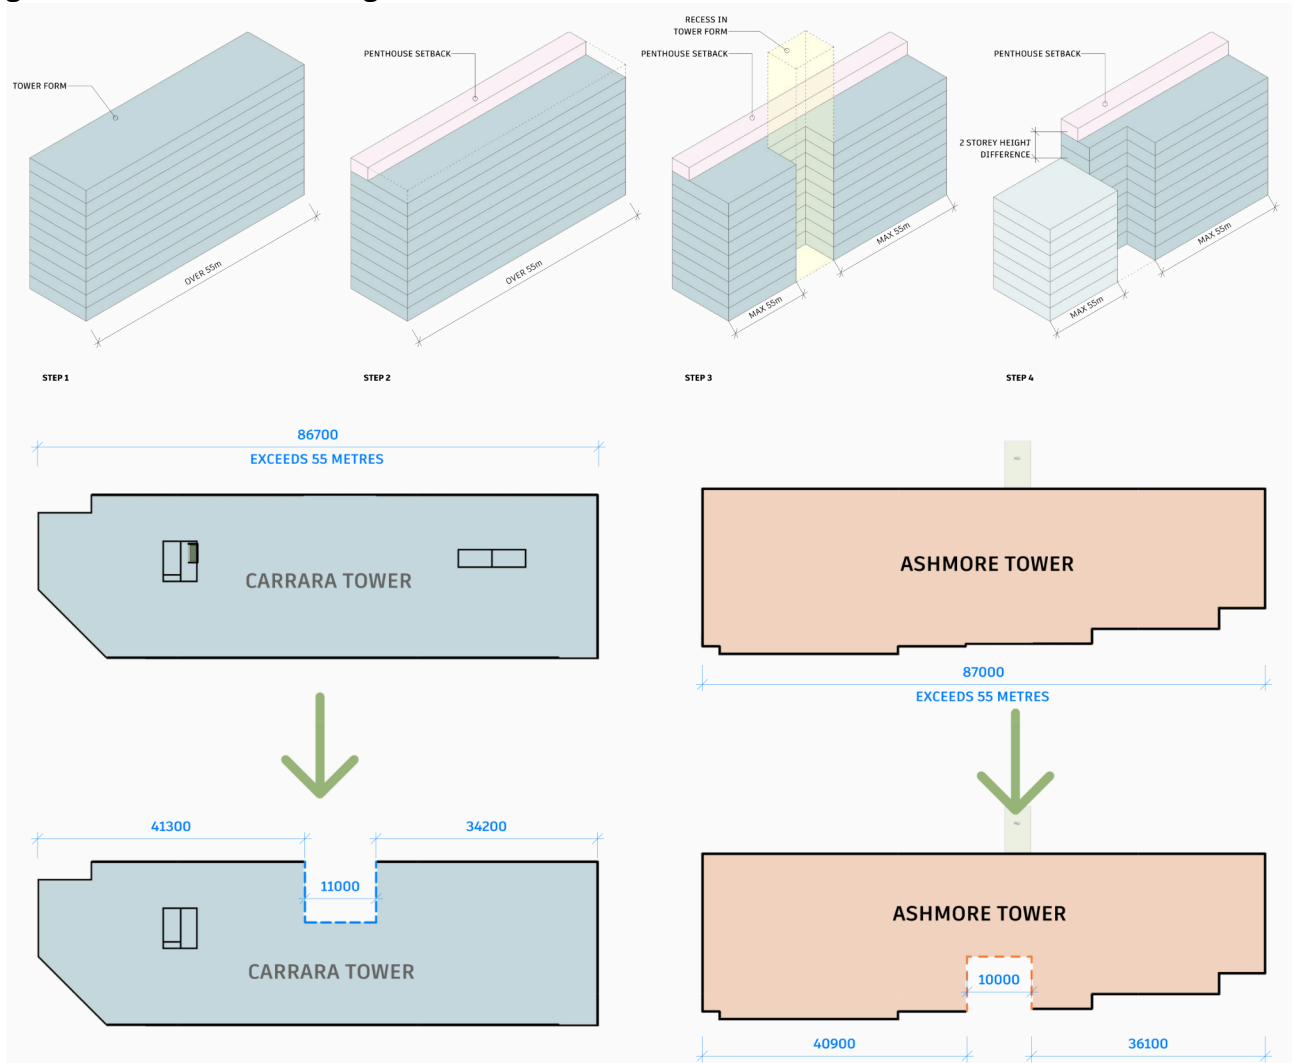 RECESS IN
TOWER FORM
PENTHOUSE SETBACK
PENTHOUSE SETBACK
PENTHOUSE SETBACK
TOWER FORM
2 STOREY HEIGHT
DIFFERENCE
OVER 55m
OVER 55m
MAX 55m
MAX 55m
MAX 55m
MAX 55m
STEP 1
STEP 2
STEP 3
STEP 4
86700
EXCEEDS 55 METRES
CARRARA TOWER
ASHMORE TOWER
87000
EXCEEDS 55 METRES
41300
34200
11000
CARRARA TOWER
ASHMORE TOWER
10000
40900
36100